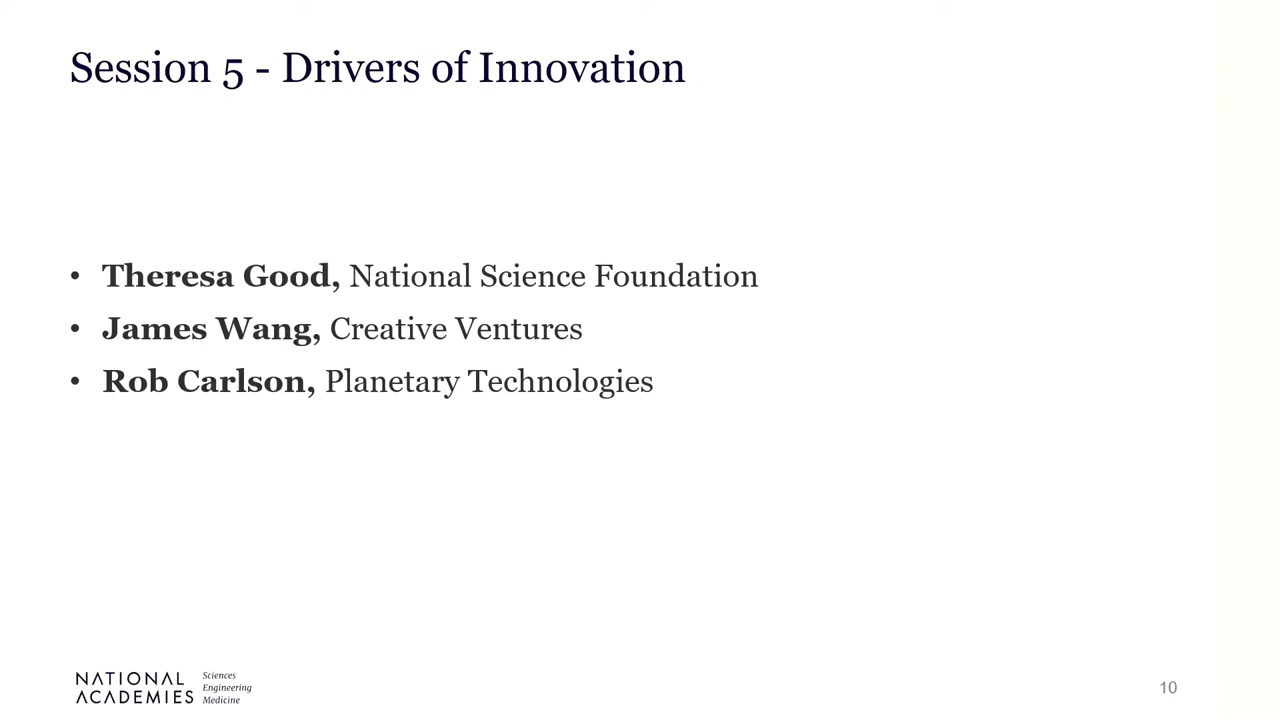 Session 5 - Drivers of Innovation
• Theresa Good, National Science Foundation
• James Wang, Creative Ventures
• Rob Carlson, Planetary Technologies
NATIONAL
ACADEMIES
Sciences
Engineering
Medicine
10